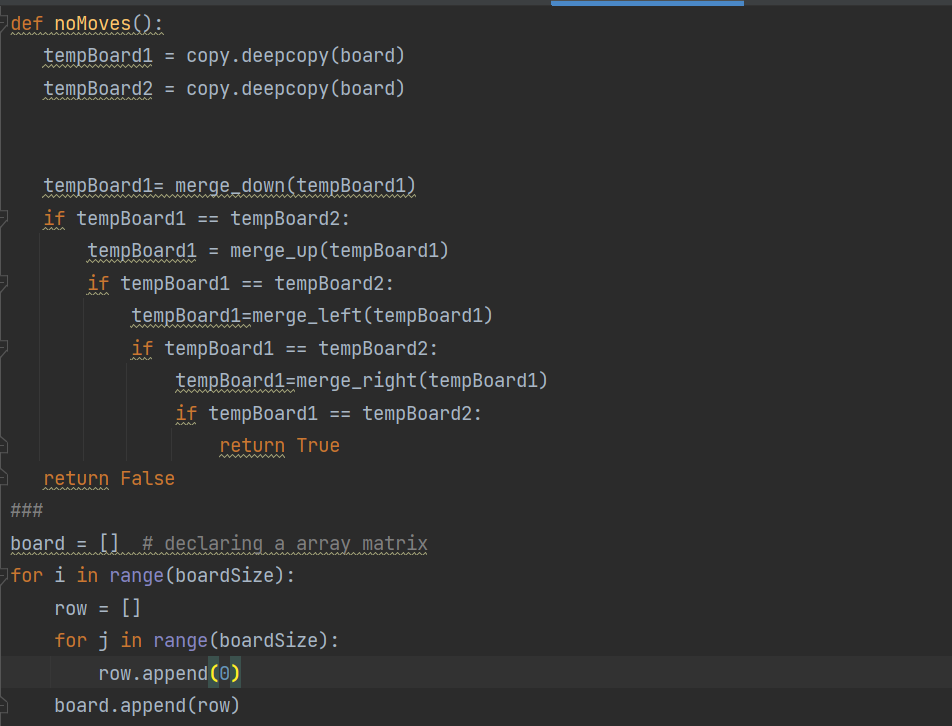 def noMoves():
    tempBoard1 = copy.deepcopy(board)
    tempBoard2 = copy.deepcopy(board)
    tempBoard1= merge_down(tempBoard1)
    if tempBoard1 == tempBoard2:
        tempBoard1 = merge_up(tempBoard1)
        if tempBoard1 == tempBoard2:
            tempBoard1=merge_left(tempBoard1)
            if tempBoard1 == tempBoard2:
                tempBoard1=merge_right(tempBoard1)
                if tempBoard1 == tempBoard2:
                    return True
    return False
###
board = []  # declaring a array matrix
for i in range(boardSize):
    row = []
    for j in range(boardSize):
        row.append(0)
    board.append(row)